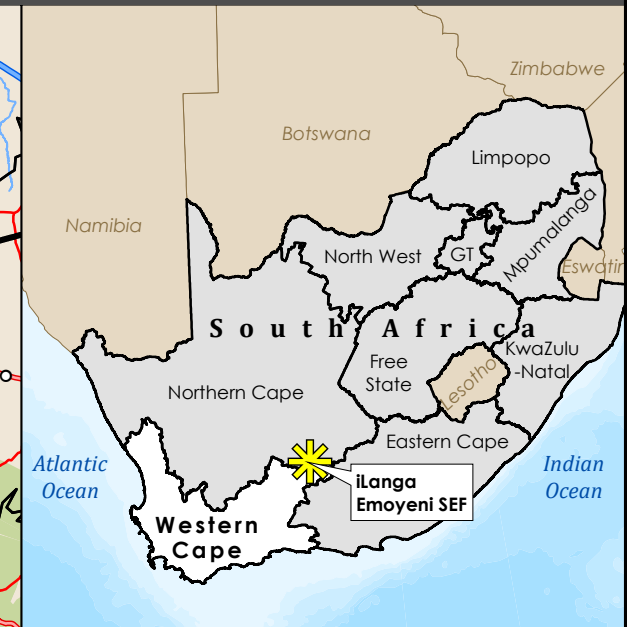 Zimbabwe
Botswana
Limpopo
Namibia
Mpumalanga
North West
GT
Eswatin
South Africa
KwaZulu
-Natal
Free
State
Lesotho
Northern Cape
Eastern Cape
Atlantic
Ocean
Indian
Ocean
iLanga
Emoyeni SEF
Western
Cape